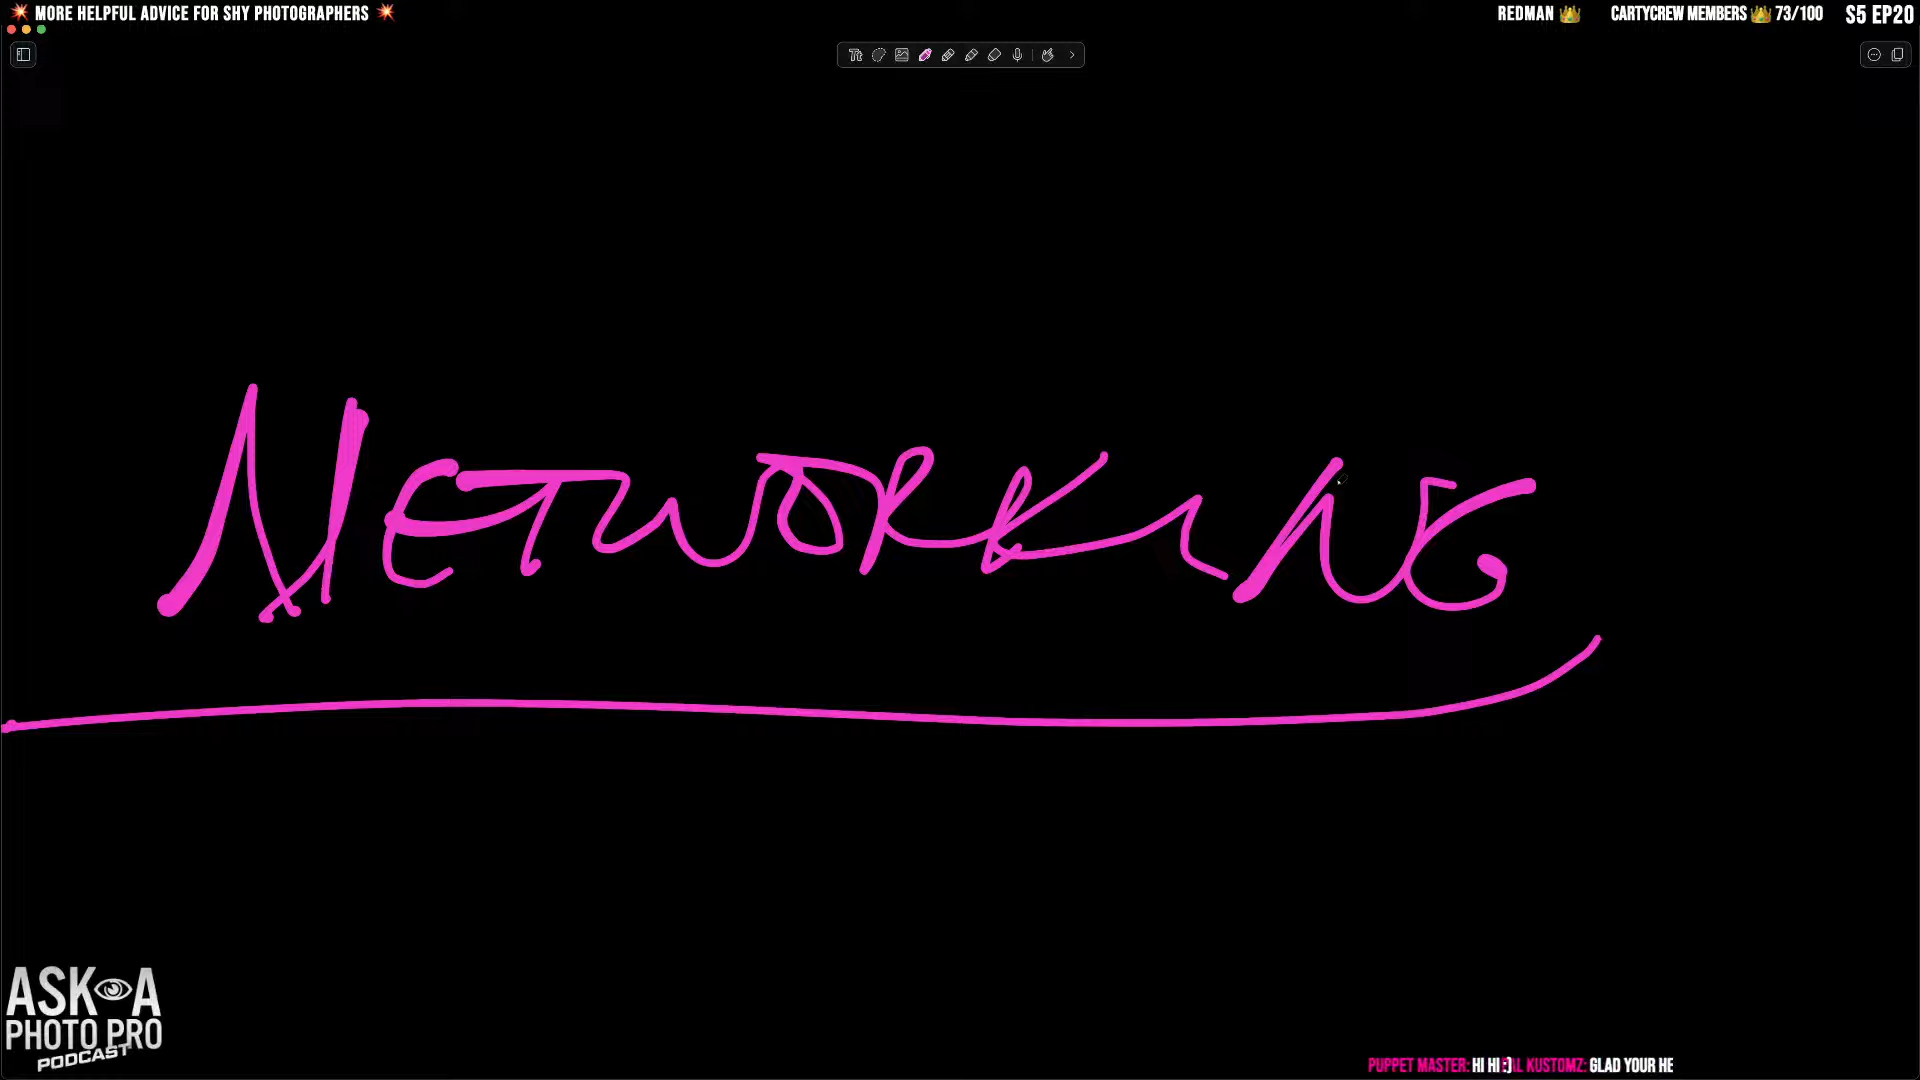 💥 MORE HELPFUL ADVICE FOR SHY PHOTOGRAPHERS 💥
REDMAN 👑 CARTYCREW MEMBERS 👑 73/100 S5 EP20
NETWORKING
ASK A
PHOTO PRO
PODCAST
PUPPET MASTER: HI HI :) KUSTOMZ: GLAD YOUR HE